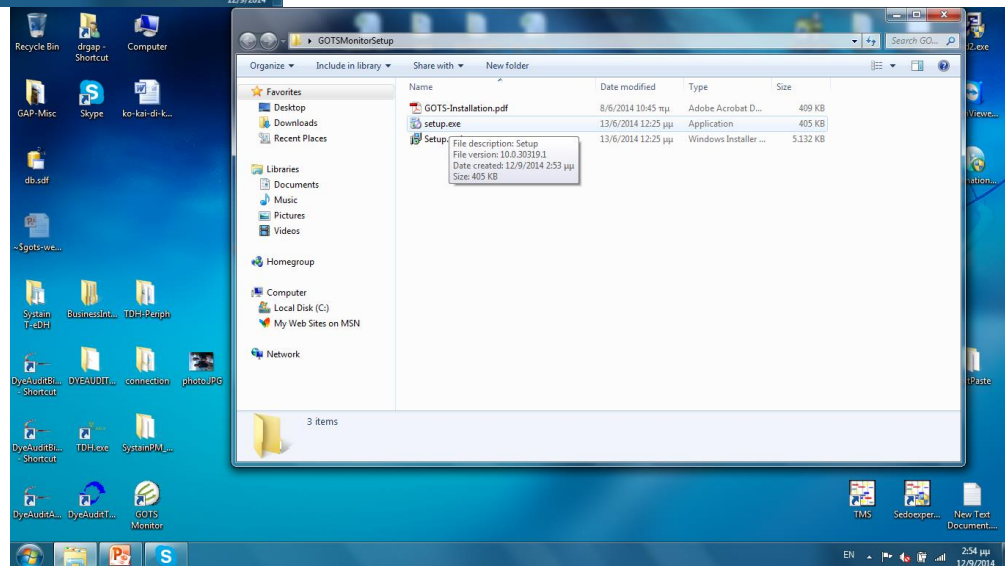 12/9/2014
Recycle Bin
drgap - Shortcut
Computer
GAP-Misc
Skype
ko-kai-di-k...
db.sdf
~$gots-we...
Systain T-eDH
BusinessInt...
TDH-Periph
DyeAuditBi... - Shortcut
DYEAUDIT...
connection
photo.JPG
DyeAuditBi... - Shortcut
TDH.exe
SystainPM_...
DyeAuditA...
DyeAuditT...
GOTS Monitor
GOTSMonitorSetup
Search GO...
Organize
Include in library
Share with
New folder
Favorites
Desktop
Downloads
Recent Places
Libraries
Documents
Music
Pictures
Videos
Homegroup
Computer
Local Disk (C:)
My Web Sites on MSN
Network
Name Date modified Type Size
GOTS-Installation.pdf 8/6/2014 10:45 πμ Adobe Acrobat D... 409 KB
setup.exe 13/6/2014 12:25 μμ Application 405 KB
Setup. 13/6/2014 12:25 μμ Windows Installer ... 5.132 KB
File description: Setup
File version: 10.0.30319.1
Date created: 12/9/2014 2:53 μμ
Size: 405 KB
3 items
TMS
Sedoexper...
New Text Document....
EN
2:54 μμ
12/9/2014